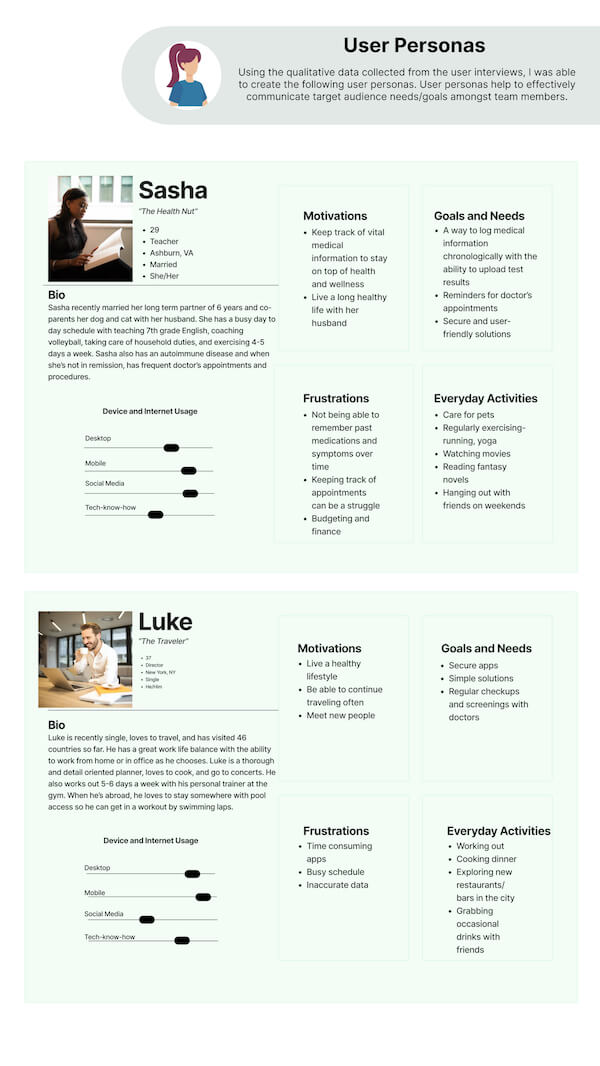 User Personas
Using the qualitative data collected from the user interviews, I was able
to create the following user personas. User personas help to effectively
communicate target audience needs/goals amongst team members.
Sasha
"The Health Nut"
• 29
• Teacher
• Ashburn, VA
• Married
• She/Her
Bio
Sasha recently married her long term partner of 6 years and co-
parents her dog and cat with her husband. She has a busy day to
day schedule with teaching 7th grade English, coaching
volleyball, taking care of household duties, and exercising 4-5
days a week. Sasha also has an autoimmune disease and when
she's not in remission, has frequent doctor's appointments and
procedures.
Device and Internet Usage
Desktop
Mobile
Social Media
Tech-know-how
Motivations
• Keep track of vital
medical
information to stay
on top of health
and wellness
• Live a long healthy
life with her
husband
Goals and Needs
• A way to log medical
information
chronologically with the
ability to upload test
results
• Reminders for doctor's
appointments
• Secure and user-
friendly solutions
Frustrations
• Not being able to
remember past
medications and
symptoms over
time
• Keeping track of
appointments
can be a struggle
• Budgeting and
finance
Everyday Activities
• Care for pets
• Regularly exercising-
running, yoga
• Watching movies
• Reading fantasy
novels
• Hanging out with
friends on weekends
Luke
"The Traveler"
• 37
• Director
• New York, NY
• Single
• He/Him
Bio
Luke is recently single, loves to travel, and has visited 46
countries so far. He has a great work life balance with the ability
to work from home or in office as he chooses. Luke is a thorough
and detail oriented planner, loves to cook, and go to concerts. He
also works out 5-6 days a week with his personal trainer at the
gym. When he's abroad, he loves to stay somewhere with pool
access so he can get in a workout by swimming laps.
Device and Internet Usage
Desktop
Mobile
Social Media
Tech-know-how
Motivations
• Live a healthy
lifestyle
• Be able to continue
traveling often
• Meet new people
Goals and Needs
• Secure apps
• Simple solutions
• Regular checkups
and screenings with
doctors
Frustrations
• Time consuming
apps
• Busy schedule
• Inaccurate data
Everyday Activities
• Working out
• Cooking dinner
• Exploring new
restaurants/
bars in the city
• Grabbing
occasional
drinks with
friends